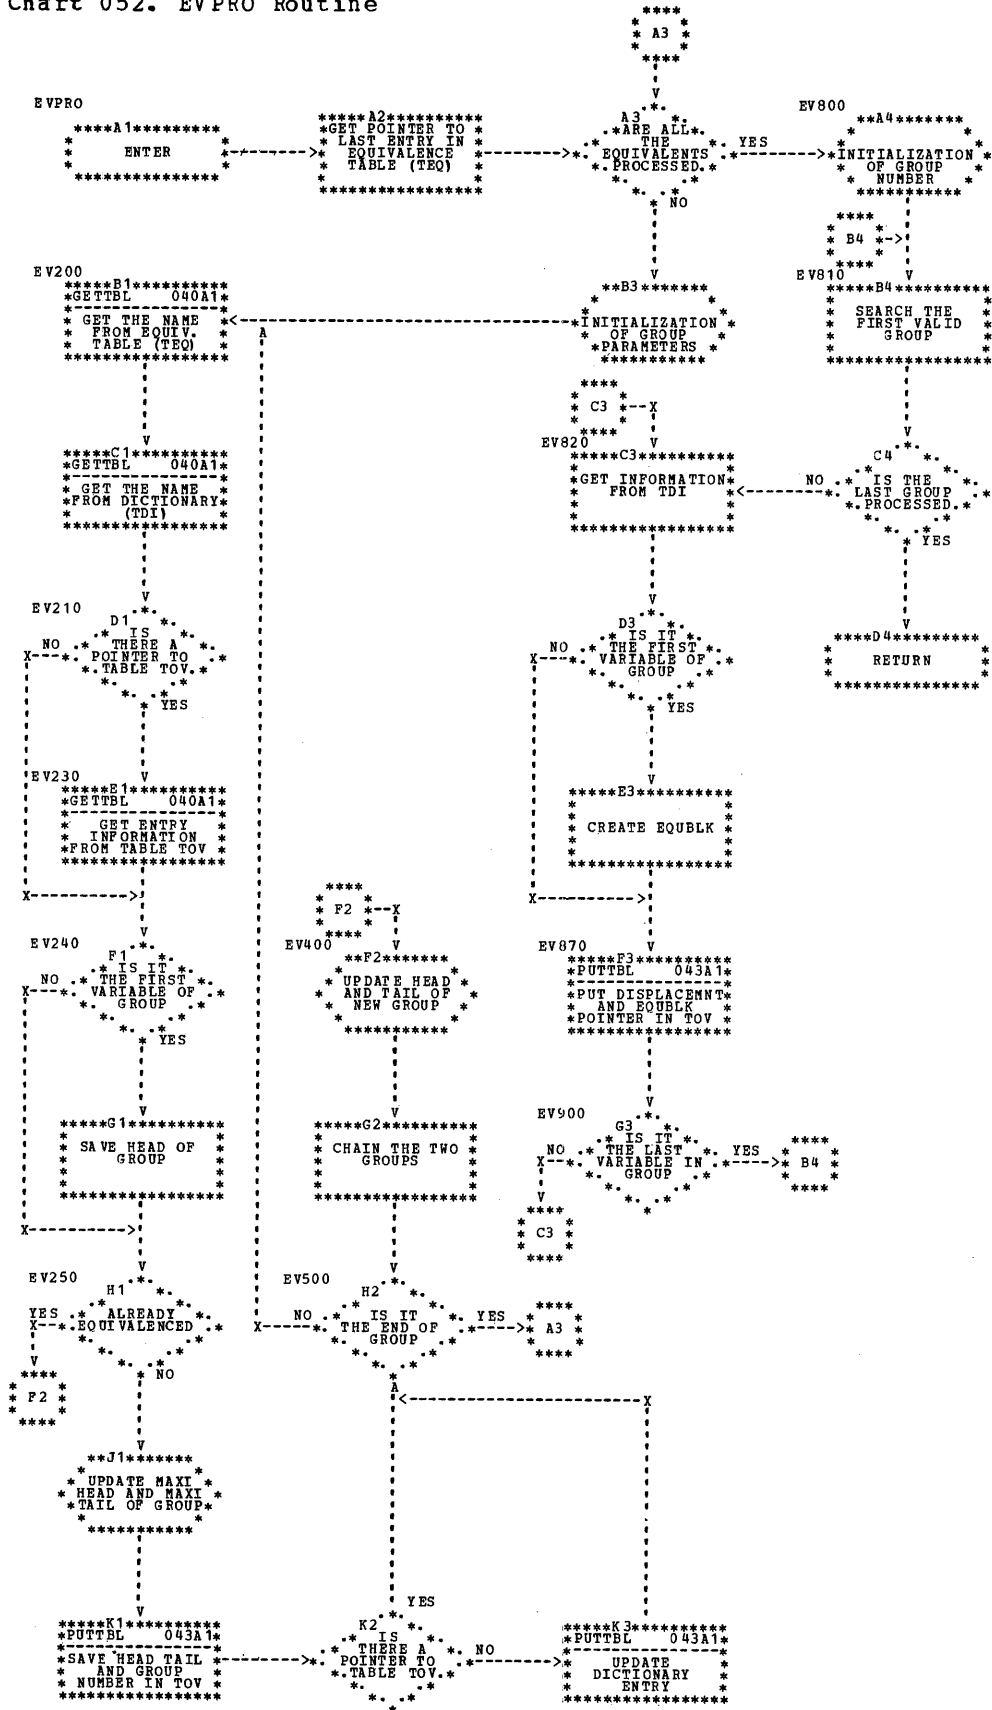 Chart 052. EVPRO Routine
A3
EVPRO
A1
ENTER
A2
GET POINTER TO
LAST ENTRY IN
EQUIVALENCE
TABLE (TEQ)
A3
ARE ALL
THE
EQUIVALENTS
PROCESSED
YES
NO
EV800
A4
INITIALIZATION
OF GROUP
NUMBER
B4
EV200
B1
GETTBL 040A1
GET THE NAME
FROM EQUIV.
TABLE (TEQ)
B3
INITIALIZATION
OF GROUP
PARAMETERS
EV810
B4
SEARCH THE
FIRST VALID
GROUP
C3
C1
GETTBL 040A1
GET THE NAME
FROM DICTIONARY
(TDI)
EV820
C3
GET INFORMATION
FROM TDI
C4
IS THE
LAST GROUP
PROCESSED
NO
YES
EV210
D1
IS
THERE A
POINTER TO
TABLE TOV
NO
YES
D3
IS IT
THE FIRST
VARIABLE OF
GROUP
NO
YES
D4
RETURN
EV230
E1
GETTBL 040A1
GET ENTRY
INFORMATION
FROM TABLE TOV
E3
CREATE EQUBLK
F2
EV240
F1
IS IT
THE FIRST
VARIABLE OF
GROUP
NO
YES
EV400
F2
UPDATE HEAD
AND TAIL OF
NEW GROUP
EV870
F3
PUTTBL 043A1
PUT DISPLACEMNT
AND EQUBLK
POINTER IN TOV
G1
SAVE HEAD OF
GROUP
G2
CHAIN THE TWO
GROUPS
EV900
G3
IS IT
THE LAST
VARIABLE IN
GROUP
NO
YES
B4
C3
EV250
H1
ALREADY
EQUIVALENCED
YES
NO
F2
EV500
H2
IS IT
THE END OF
GROUP
NO
YES
A3
J1
UPDATE MAXI
HEAD AND MAXI
TAIL OF GROUP
K1
PUTTBL 043A1
SAVE HEAD TAIL
AND GROUP
NUMBER IN TOV
K2
IS
THERE A
POINTER TO
TABLE TOV
YES
NO
K3
PUTTBL 043A1
UPDATE
DICTIONARY
ENTRY